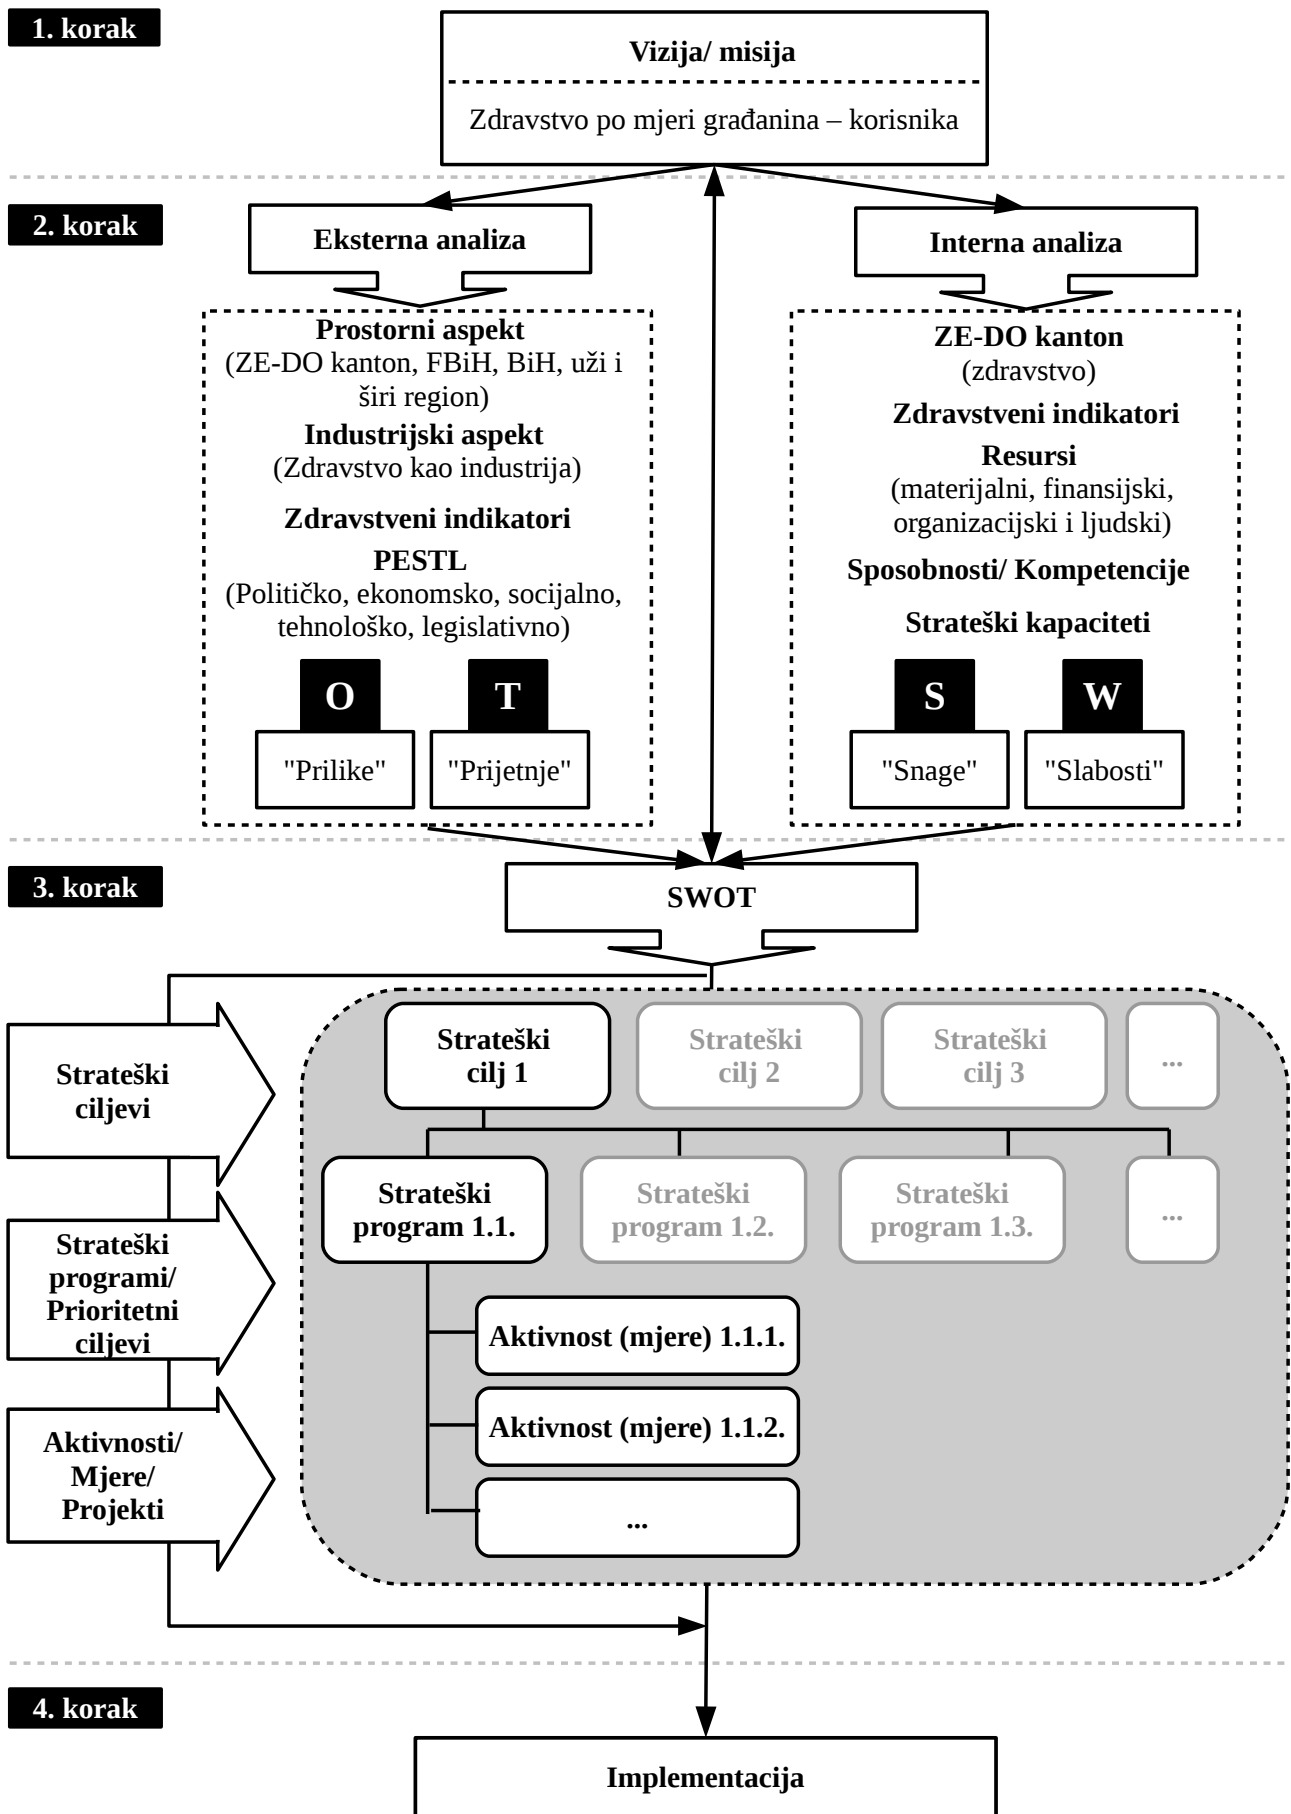 1. korak
Vizija/ misija
Zdravstvo po mjeri građanina – korisnika
2. korak
Eksterna analiza
Prostorni aspekt
(ZE-DO kanton, FBiH, BiH, uži i
širi region)
Industrijski aspekt
(Zdravstvo kao industrija)
Zdravstveni indikatori
PESTL
(Političko, ekonomsko, socijalno,
tehnološko, legislativno)
O
T
"Prilike"
"Prijetnje"
Interna analiza
ZE-DO kanton
(zdravstvo)
Zdravstveni indikatori
Resursi
(materijalni, finansijski,
organizacijski i ljudski)
Sposobnosti/ Kompetencije
Strateški kapaciteti
S
W
"Snage"
"Slabosti"
3. korak
SWOT
Strateški
ciljevi
Strateški
cilj 1
Strateški
cilj 2
Strateški
cilj 3
...
Strateški
programi/
Prioritetni
ciljevi
Strateški
program 1.1.
Strateški
program 1.2.
Strateški
program 1.3.
...
Aktivnosti/
Mjere/
Projekti
Aktivnost (mjere) 1.1.1.
Aktivnost (mjere) 1.1.2.
...
4. korak
Implementacija